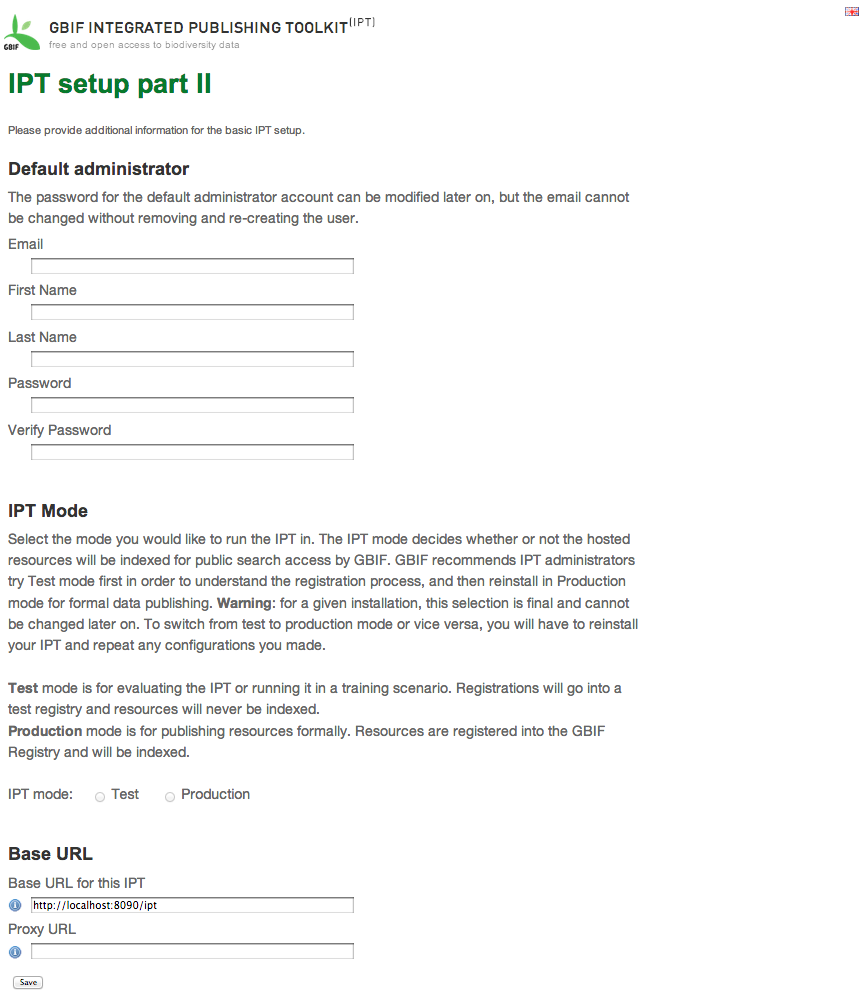 GBIF INTEGRATED PUBLISHING TOOLKIT(IPT)
free and open access to biodiversity data
GBIF
IPT setup part II
Please provide additional information for the basic IPT setup.
Default administrator
The password for the default administrator account can be modified later on, but the email cannot
be changed without removing and re-creating the user.
Email
First Name
Last Name
Password
Verify Password
IPT Mode
Select the mode you would like to run the IPT in. The IPT mode decides whether or not the hosted
resources will be indexed for public search access by GBIF. GBIF recommends IPT administrators
try Test mode first in order to understand the registration process, and then reinstall in Production
mode for formal data publishing. Warning: for a given installation, this selection is final and cannot
be changed later on. To switch from test to production mode or vice versa, you will have to reinstall
your IPT and repeat any configurations you made.
Test mode is for evaluating the IPT or running it in a training scenario. Registrations will go into a
test registry and resources will never be indexed.
Production mode is for publishing resources formally. Resources are registered into the GBIF
Registry and will be indexed.
IPT mode: Test Production
Base URL
Base URL for this IPT
http://localhost:8090/ipt
Proxy URL
Save